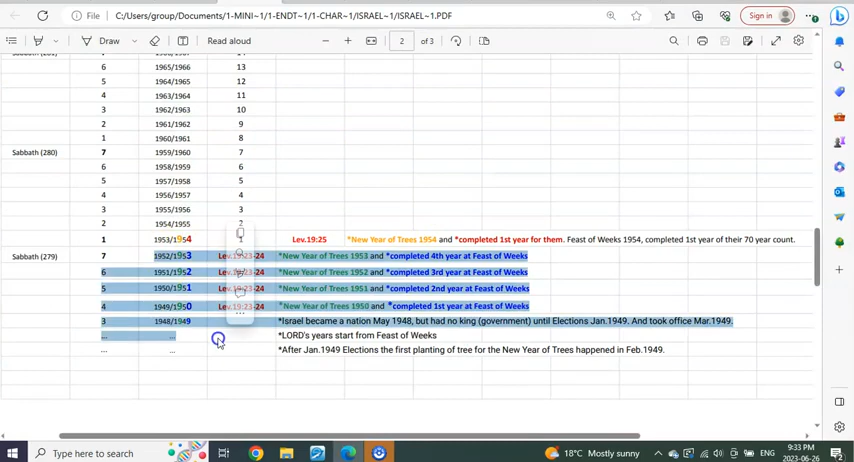 File C:/Users/group/Documents/1-MINI~1/1-ENDT~1/1-CHAR~1/ISRAEL~1/ISRAEL~1.PDF Sign in
Draw Read aloud 2 of 3
6 1965/1966 13
5 1964/1965 12
4 1963/1964 11
3 1962/1963 10
2 1961/1962 9
1 1960/1961 8
Sabbath (280) 7 1959/1960 7
6 1958/1959 6
5 1957/1958 5
4 1956/1957 4
3 1955/1956 3
2 1954/1955 2
1 1953/1954 1 Lev.19:25 *New Year of Trees 1954 and *completed 1st year for them. Feast of Weeks 1954, completed 1st year of their 70 year count.
Sabbath (279) 7 1952/1953 Lev.19:23-24 *New Year of Trees 1953 and *completed 4th year at Feast of Weeks
6 1951/1952 Lev.19:23-24 *New Year of Trees 1952 and *completed 3rd year at Feast of Weeks
5 1950/1951 Lev.19:23-24 *New Year of Trees 1951 and *completed 2nd year at Feast of Weeks
4 1949/1950 Lev.19:23-24 *New Year of Trees 1950 and *completed 1st year at Feast of Weeks
3 1948/1949 *Israel became a nation May 1948, but had no king (government) until Elections Jan.1949. And took office Mar.1949.
... ... *LORD's years start from Feast of Weeks
... ... *After Jan.1949 Elections the first planting of tree for the New Year of Trees happened in Feb.1949.
Type here to search 18°C Mostly sunny ENG 9:33 PM
2023-06-26